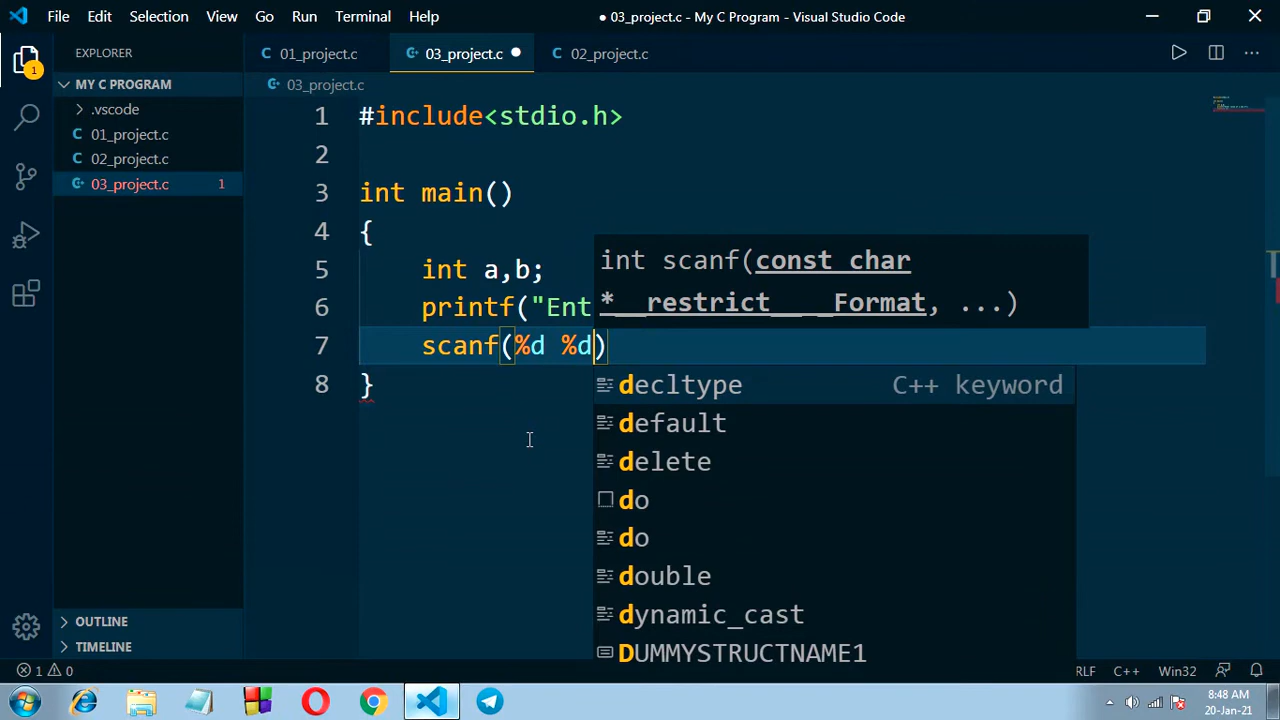 File Edit Selection View Go Run Terminal Help
● 03_project.c - My C Program - Visual Studio Code
EXPLORER
MY C PROGRAM
.vscode
C 01_project.c
C 02_project.c
03_project.c 1
OUTLINE
TIMELINE
1
C 01_project.c
03_project.c ●
C 02_project.c
03_project.c
1 #include<stdio.h>
2
3 int main()
4 {
5 int a,b;
6 printf("Ent
7 scanf(%d %d)
8 }
int scanf(const char
*__restrict__ _Format, ...)
decltype C++ keyword
default
delete
do
do
double
dynamic_cast
DUMMYSTRUCTNAME1
1 0
RLF C++ Win32
8:48 AM
20-Jan-21